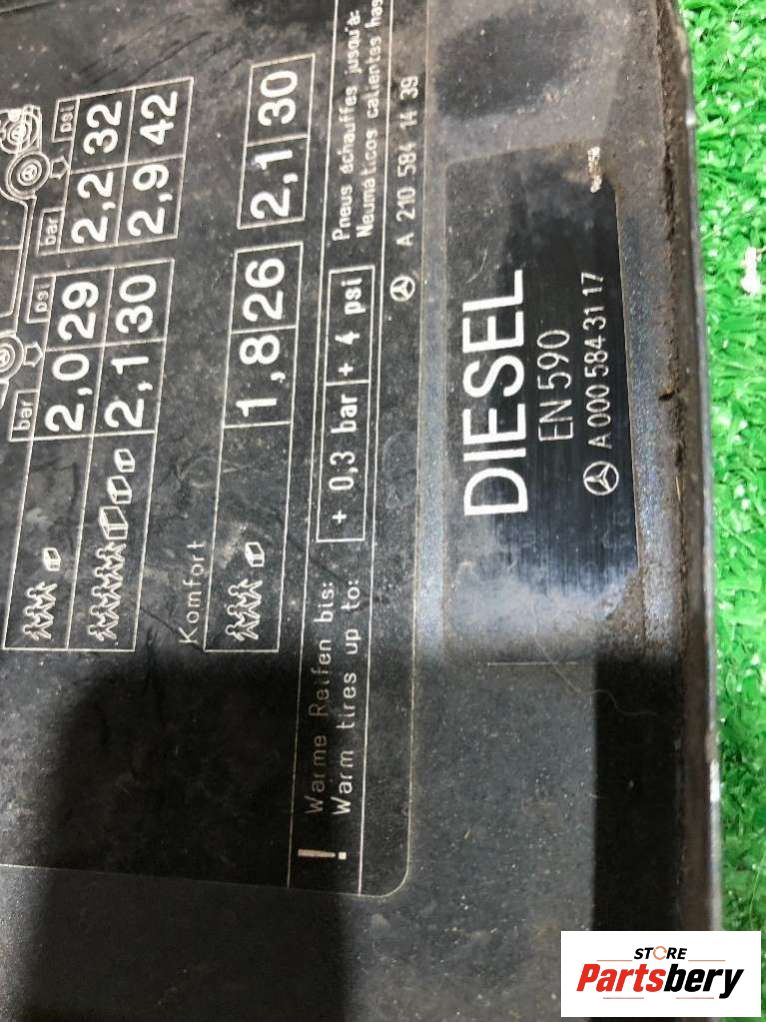 bar psi bar psi
2,0 29 2,2 32
2,1 30 2,9 42
Komfort
1,8 26 2,1 30
! Warme Reifen bis: + 0,3 bar + 4 psi Pneus échauffés jusqu'à:
Warm tires up to: Neumáticos calientes has
A 210 584 14 39
DIESEL
EN 590
A 000 584 31 17
STORE
Partsbery